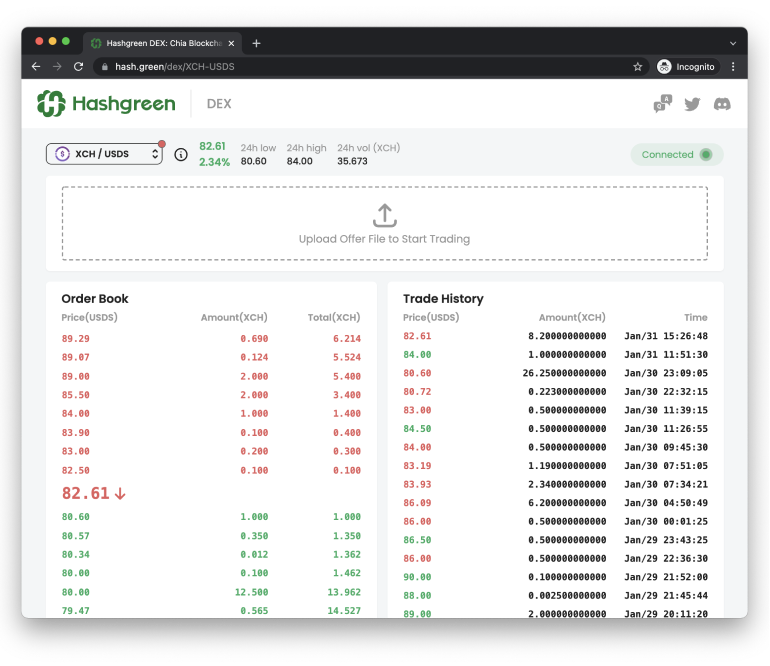 Hashgreen DEX: Chia Blockcha
hash.green/dex/XCH-USDS
Incognito
Hashgreen DEX
XCH / USDS
82.61 24h low 24h high 24h vol (XCH)
2.34% 80.60 84.00 35.673
Connected
Upload Offer File to Start Trading
Order Book
Price(USDS) Amount(XCH) Total(XCH)
89.29 0.690 6.214
89.07 0.124 5.524
89.00 2.000 5.400
85.50 2.000 3.400
84.00 1.000 1.400
83.90 0.100 0.400
83.00 0.200 0.300
82.50 0.100 0.100
82.61↓
80.60 1.000 1.000
80.57 0.350 1.350
80.34 0.012 1.362
80.00 0.100 1.462
80.00 12.500 13.962
79.47 0.565 14.527
Trade History
Price(USDS) Amount(XCH) Time
82.61 8.200000000000 Jan/31 15:26:48
84.00 1.000000000000 Jan/31 11:51:30
80.60 26.250000000000 Jan/30 23:09:05
80.72 0.223000000000 Jan/30 22:32:15
83.00 0.500000000000 Jan/30 11:39:15
84.50 0.500000000000 Jan/30 11:26:55
84.00 0.500000000000 Jan/30 09:45:30
83.19 1.190000000000 Jan/30 07:51:05
83.93 2.340000000000 Jan/30 07:34:21
86.09 6.200000000000 Jan/30 04:50:49
86.00 0.500000000000 Jan/30 00:01:25
86.50 0.500000000000 Jan/29 23:43:25
86.00 0.500000000000 Jan/29 22:36:30
90.00 0.100000000000 Jan/29 21:52:00
88.00 0.002500000000 Jan/29 21:45:44
89.00 2.000000000000 Jan/29 20:11:20